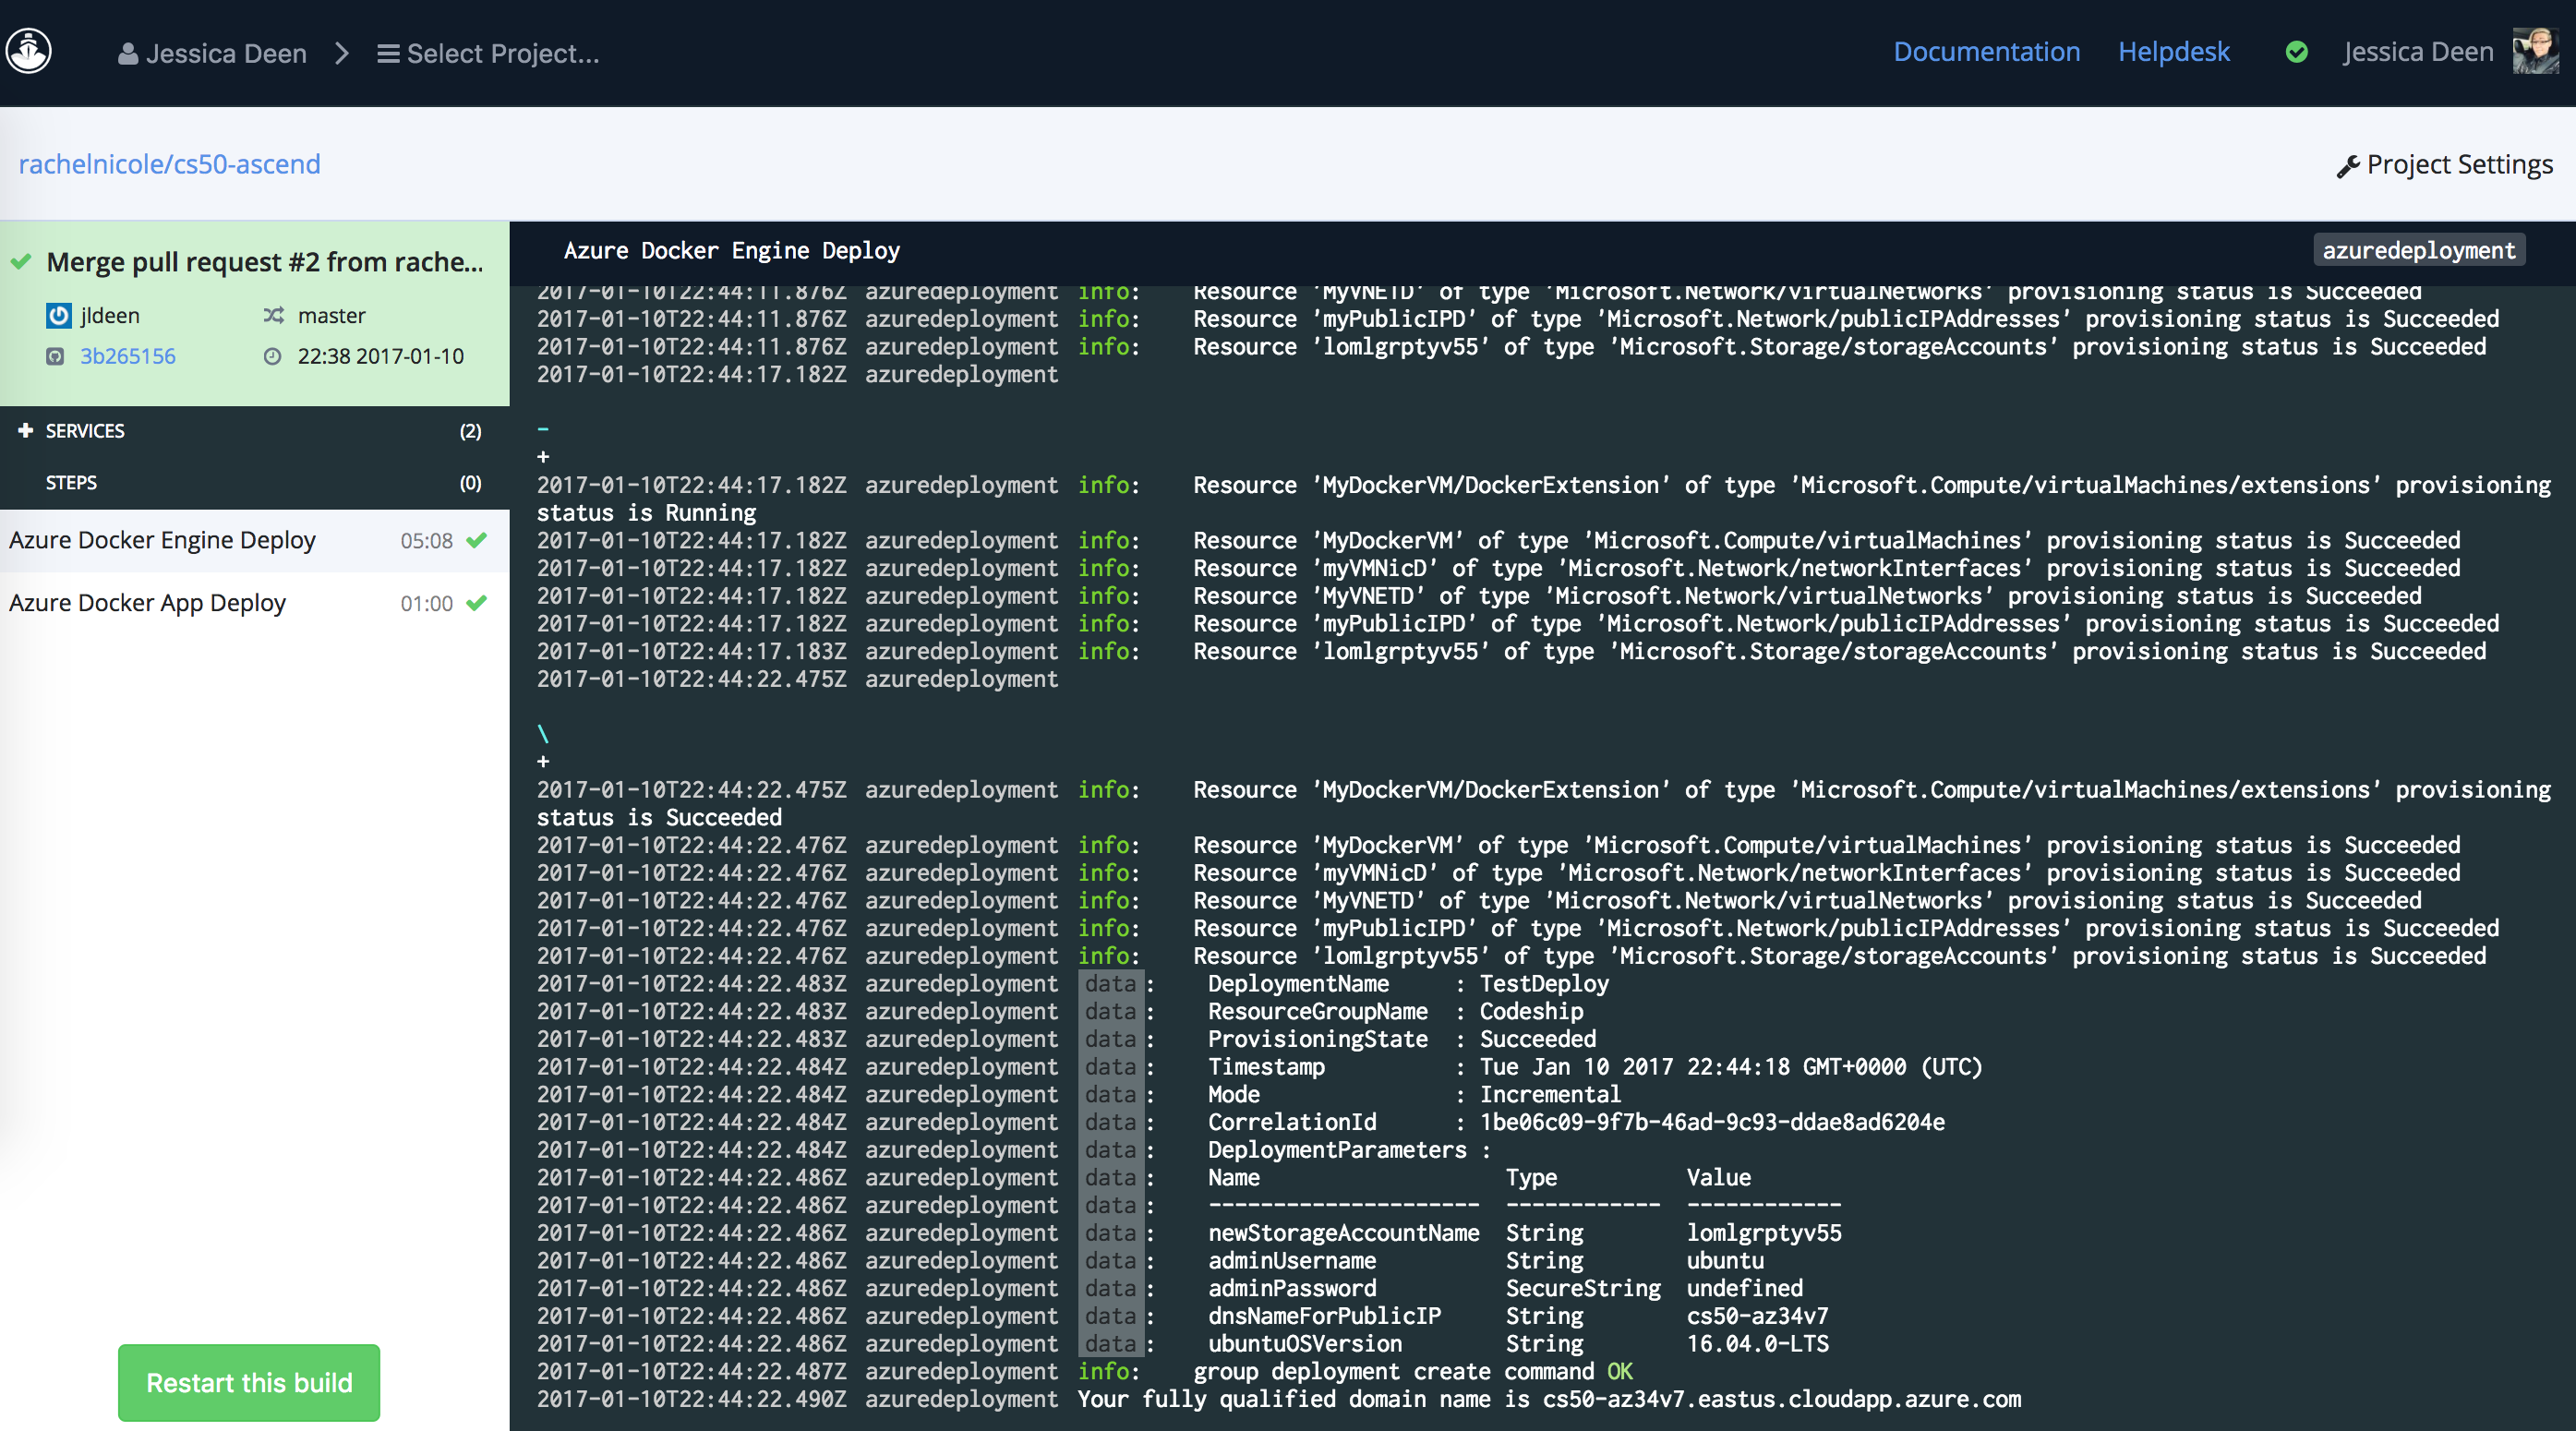 Jessica Deen > Select Project...
Documentation Helpdesk Jessica Deen
rachelnicole/cs50-ascend
Project Settings
Merge pull request #2 from rache...
jldeen master
3b265156 22:38 2017-01-10
+ SERVICES (2)
STEPS (0)
Azure Docker Engine Deploy 05:08
Azure Docker App Deploy 01:00
Restart this build
Azure Docker Engine Deploy azuredeployment
2017-01-10T22:44:11.876Z azuredeployment info: Resource 'MyVNETD' of type 'Microsoft.Network/virtualNetworks' provisioning status is Succeeded
2017-01-10T22:44:11.876Z azuredeployment info: Resource 'myPublicIPD' of type 'Microsoft.Network/publicIPAddresses' provisioning status is Succeeded
2017-01-10T22:44:11.876Z azuredeployment info: Resource 'lomlgrptyv55' of type 'Microsoft.Storage/storageAccounts' provisioning status is Succeeded
2017-01-10T22:44:17.182Z azuredeployment
-
+
2017-01-10T22:44:17.182Z azuredeployment info: Resource 'MyDockerVM/DockerExtension' of type 'Microsoft.Compute/virtualMachines/extensions' provisioning
status is Running
2017-01-10T22:44:17.182Z azuredeployment info: Resource 'MyDockerVM' of type 'Microsoft.Compute/virtualMachines' provisioning status is Succeeded
2017-01-10T22:44:17.182Z azuredeployment info: Resource 'myVMNicD' of type 'Microsoft.Network/networkInterfaces' provisioning status is Succeeded
2017-01-10T22:44:17.182Z azuredeployment info: Resource 'MyVNETD' of type 'Microsoft.Network/virtualNetworks' provisioning status is Succeeded
2017-01-10T22:44:17.182Z azuredeployment info: Resource 'myPublicIPD' of type 'Microsoft.Network/publicIPAddresses' provisioning status is Succeeded
2017-01-10T22:44:17.183Z azuredeployment info: Resource 'lomlgrptyv55' of type 'Microsoft.Storage/storageAccounts' provisioning status is Succeeded
2017-01-10T22:44:22.475Z azuredeployment
\
+
2017-01-10T22:44:22.475Z azuredeployment info: Resource 'MyDockerVM/DockerExtension' of type 'Microsoft.Compute/virtualMachines/extensions' provisioning
status is Succeeded
2017-01-10T22:44:22.476Z azuredeployment info: Resource 'MyDockerVM' of type 'Microsoft.Compute/virtualMachines' provisioning status is Succeeded
2017-01-10T22:44:22.476Z azuredeployment info: Resource 'myVMNicD' of type 'Microsoft.Network/networkInterfaces' provisioning status is Succeeded
2017-01-10T22:44:22.476Z azuredeployment info: Resource 'MyVNETD' of type 'Microsoft.Network/virtualNetworks' provisioning status is Succeeded
2017-01-10T22:44:22.476Z azuredeployment info: Resource 'myPublicIPD' of type 'Microsoft.Network/publicIPAddresses' provisioning status is Succeeded
2017-01-10T22:44:22.476Z azuredeployment info: Resource 'lomlgrptyv55' of type 'Microsoft.Storage/storageAccounts' provisioning status is Succeeded
2017-01-10T22:44:22.483Z azuredeployment data: DeploymentName : TestDeploy
2017-01-10T22:44:22.483Z azuredeployment data: ResourceGroupName : Codeship
2017-01-10T22:44:22.483Z azuredeployment data: ProvisioningState : Succeeded
2017-01-10T22:44:22.484Z azuredeployment data: Timestamp : Tue Jan 10 2017 22:44:18 GMT+0000 (UTC)
2017-01-10T22:44:22.484Z azuredeployment data: Mode : Incremental
2017-01-10T22:44:22.484Z azuredeployment data: CorrelationId : 1be06c09-9f7b-46ad-9c93-ddae8ad6204e
2017-01-10T22:44:22.484Z azuredeployment data: DeploymentParameters :
2017-01-10T22:44:22.486Z azuredeployment data: Name Type Value
2017-01-10T22:44:22.486Z azuredeployment data: --------------------- ------------ ------------
2017-01-10T22:44:22.486Z azuredeployment data: newStorageAccountName String lomlgrptyv55
2017-01-10T22:44:22.486Z azuredeployment data: adminUsername String ubuntu
2017-01-10T22:44:22.486Z azuredeployment data: adminPassword SecureString undefined
2017-01-10T22:44:22.486Z azuredeployment data: dnsNameForPublicIP String cs50-az34v7
2017-01-10T22:44:22.486Z azuredeployment data: ubuntuOSVersion String 16.04.0-LTS
2017-01-10T22:44:22.487Z azuredeployment info: group deployment create command OK
2017-01-10T22:44:22.490Z azuredeployment Your fully qualified domain name is cs50-az34v7.eastus.cloudapp.azure.com